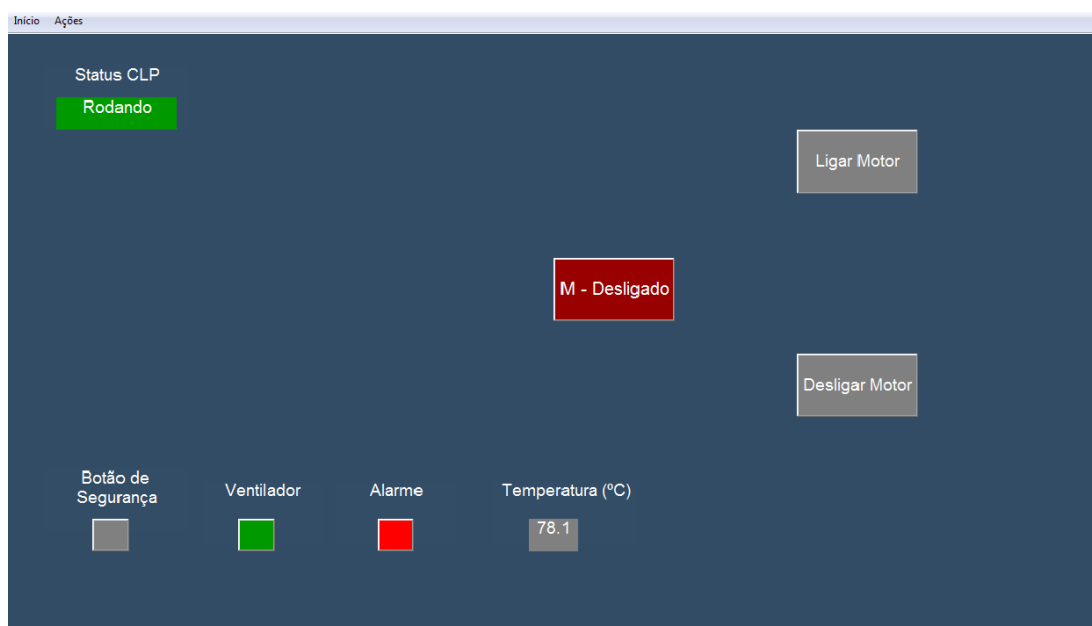 Início Ações
Status CLP
Rodando
Ligar Motor
M - Desligado
Desligar Motor
Botão de
Segurança
Ventilador
Alarme
Temperatura (ºC)
78.1